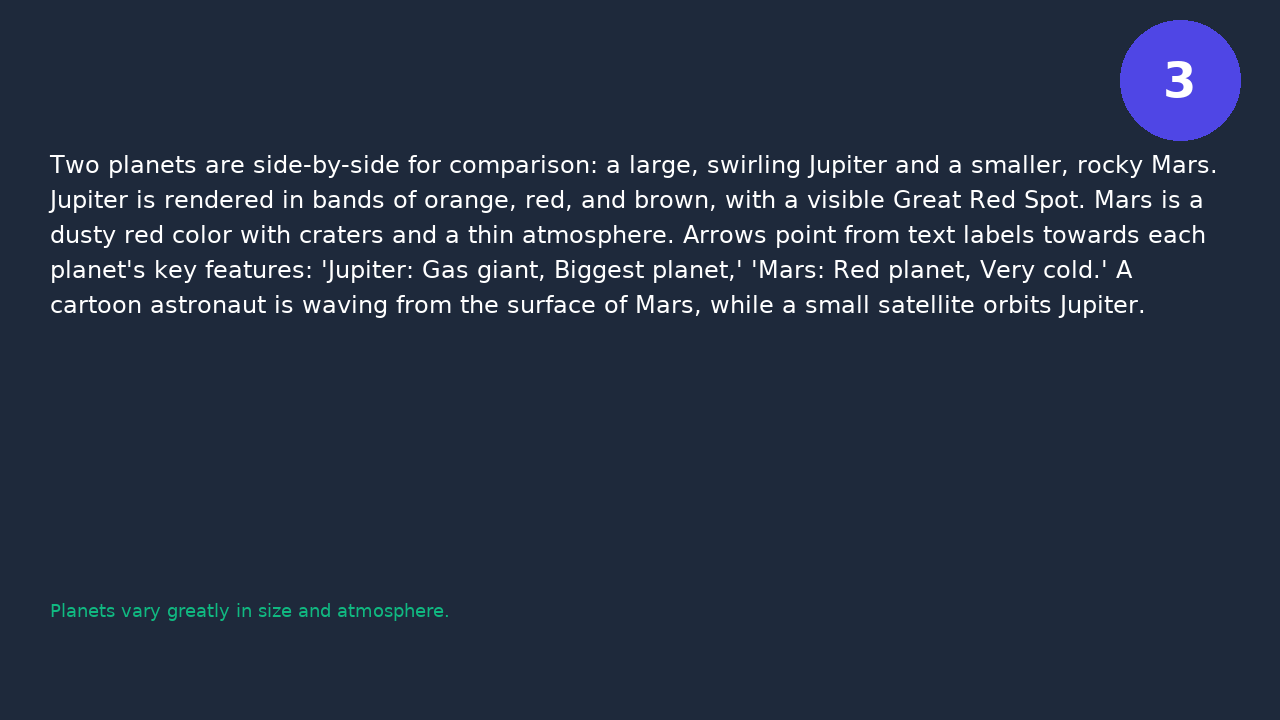 3
Two planets are side-by-side for comparison: a large, swirling Jupiter and a smaller, rocky Mars.
Jupiter is rendered in bands of orange, red, and brown, with a visible Great Red Spot. Mars is a
dusty red color with craters and a thin atmosphere. Arrows point from text labels towards each
planet's key features: 'Jupiter: Gas giant, Biggest planet,' 'Mars: Red planet, Very cold.' A
cartoon astronaut is waving from the surface of Mars, while a small satellite orbits Jupiter.
Planets vary greatly in size and atmosphere.